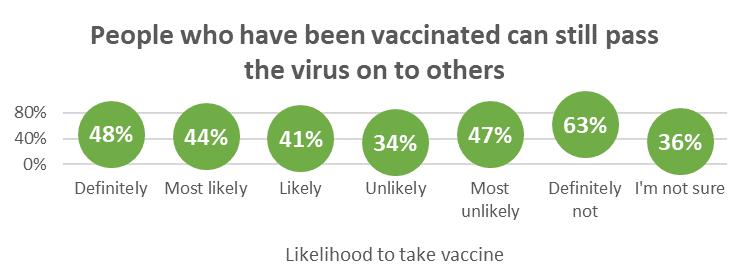 People who have been vaccinated can still pass
the virus on to others
80%
40%
0%
48%
44%
41%
34%
47%
63%
36%
Definitely
Most likely
Likely
Unlikely
Most
unlikely
Definitely
not
I'm not sure
Likelihood to take vaccine